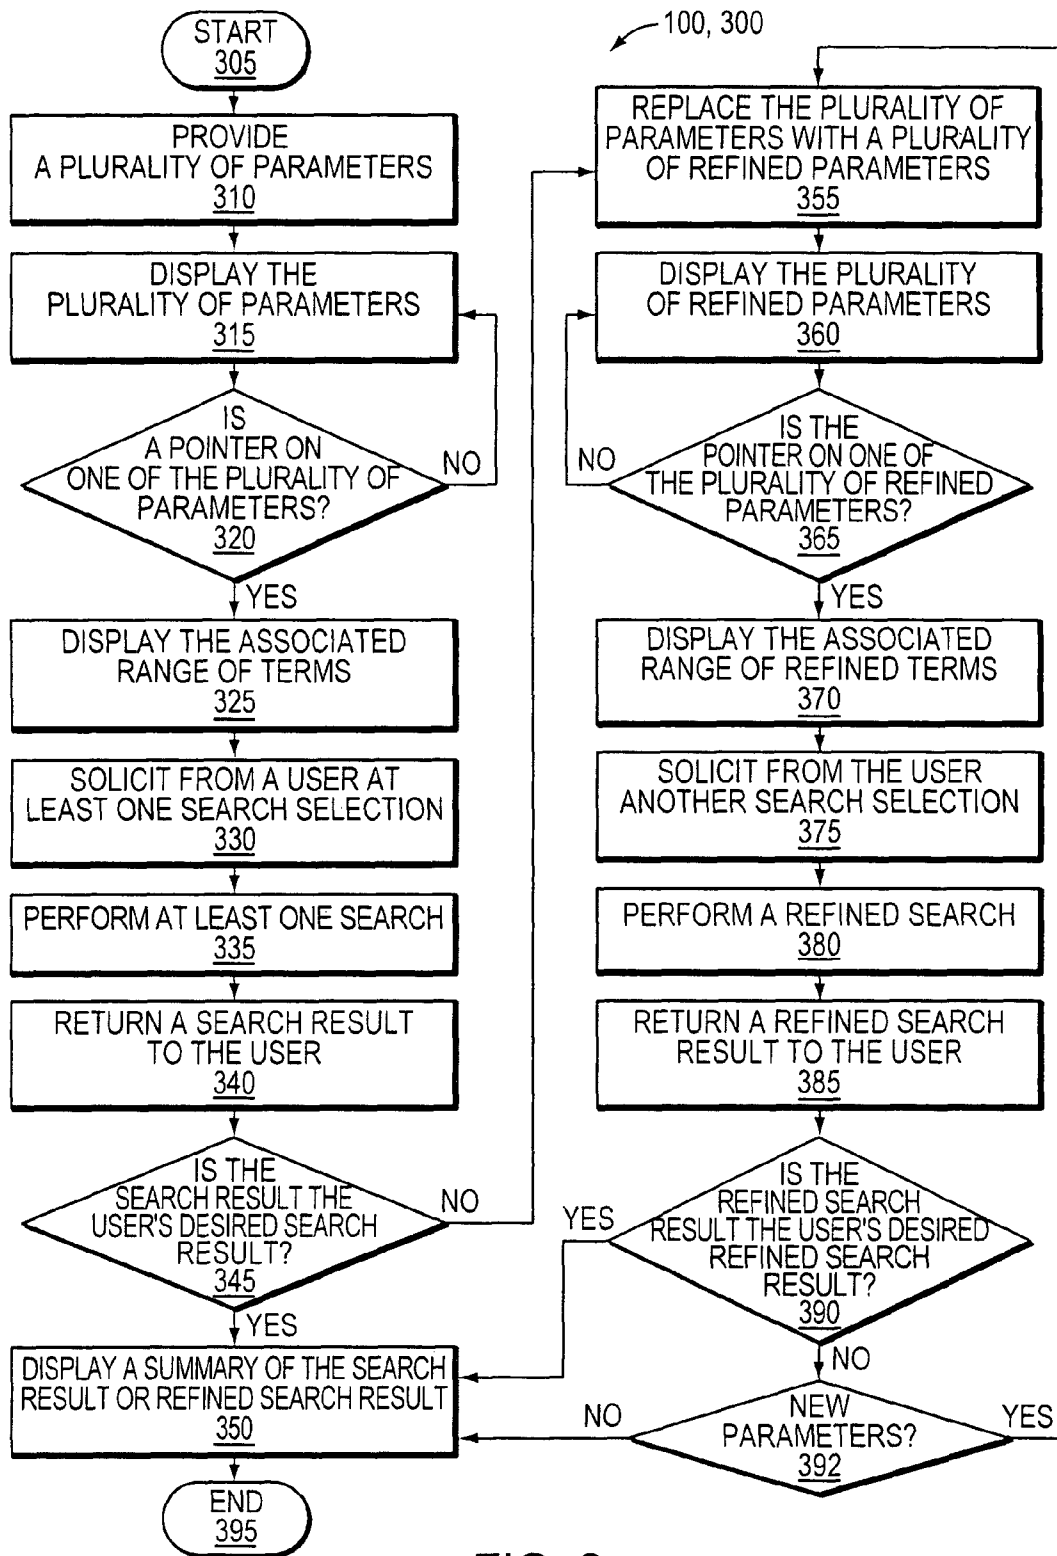 START
305
PROVIDE
A PLURALITY OF PARAMETERS
310
DISPLAY THE
PLURALITY OF PARAMETERS
315
IS
A POINTER ON
ONE OF THE PLURALITY OF
PARAMETERS?
320
NO
YES
DISPLAY THE ASSOCIATED
RANGE OF TERMS
325
SOLICIT FROM A USER AT
LEAST ONE SEARCH SELECTION
330
PERFORM AT LEAST ONE SEARCH
335
RETURN A SEARCH RESULT
TO THE USER
340
IS THE
SEARCH RESULT THE
USER'S DESIRED SEARCH
RESULT?
345
NO
YES
DISPLAY A SUMMARY OF THE SEARCH
RESULT OR REFINED SEARCH RESULT
350
END
395
100, 300
REPLACE THE PLURALITY OF
PARAMETERS WITH A PLURALITY
OF REFINED PARAMETERS
355
DISPLAY THE PLURALITY
OF REFINED PARAMETERS
360
IS THE
POINTER ON ONE OF
THE PLURALITY OF REFINED
PARAMETERS?
365
NO
YES
DISPLAY THE ASSOCIATED
RANGE OF REFINED TERMS
370
SOLICIT FROM THE USER
ANOTHER SEARCH SELECTION
375
PERFORM A REFINED SEARCH
380
RETURN A REFINED SEARCH
RESULT TO THE USER
385
IS THE
REFINED SEARCH
RESULT THE USER'S DESIRED
REFINED SEARCH
RESULT?
390
YES
NO
NEW
PARAMETERS?
392
NO
YES